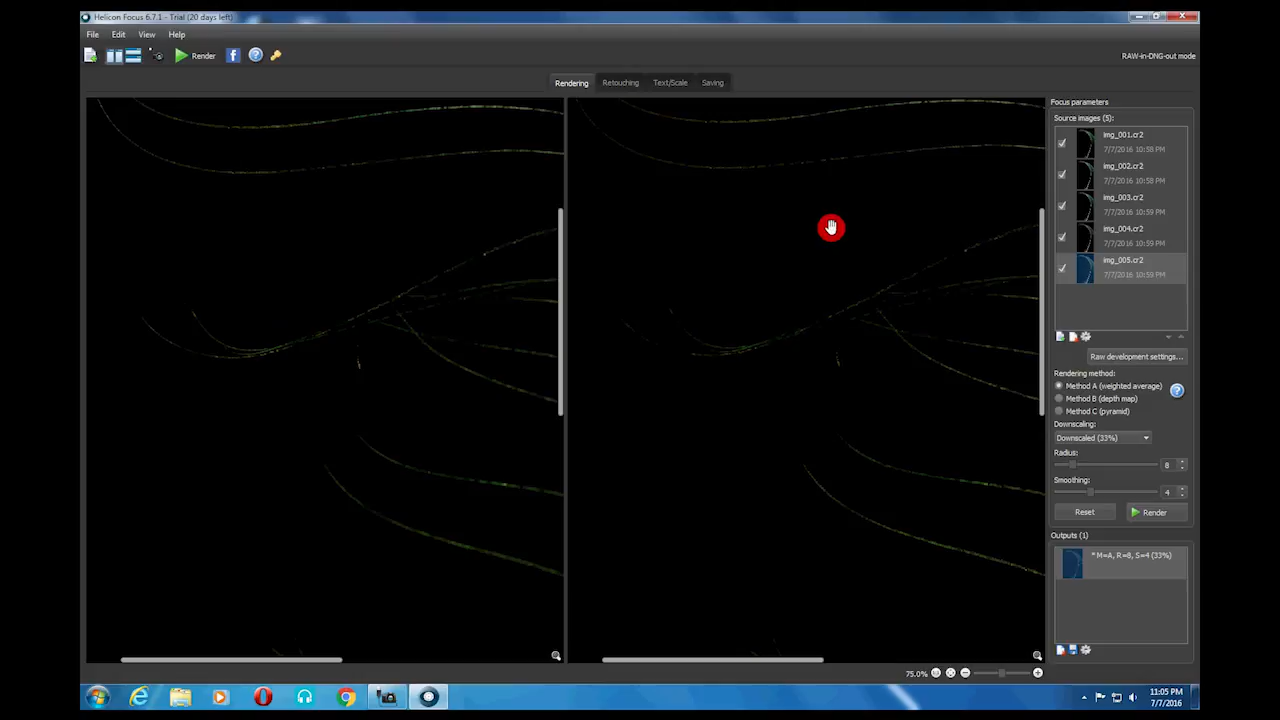 Helicon Focus 6.7.1 - Trial (20 days left)
File Edit View Help
Render
RAW-in-DNG-out mode
Rendering Retouching Text/Scale Saving
Focus parameters
Source images (5):
img_001.cr2
7/7/2016 10:58 PM
img_002.cr2
7/7/2016 10:58 PM
img_003.cr2
7/7/2016 10:59 PM
img_004.cr2
7/7/2016 10:59 PM
img_005.cr2
7/7/2016 10:59 PM
Raw development settings...
Rendering method:
Method A (weighted average)
Method B (depth map)
Method C (pyramid)
Downscaling:
Downscaled (33%)
Radius:
8
Smoothing:
4
Reset Render
Outputs (1)
* M=A, R=8, S=4 (33%)
75.0%
11:05 PM
7/7/2016